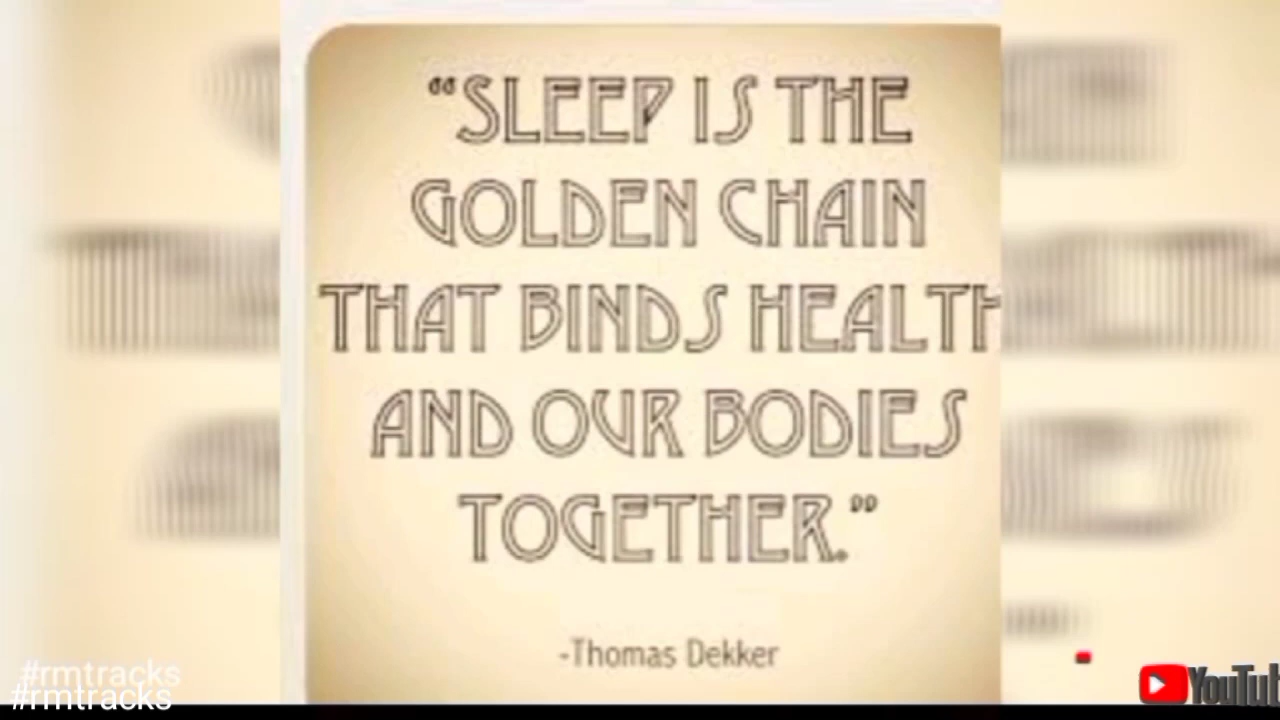 “SLEEP IS THE
GOLDEN CHAIN
THAT BINDS HEALTH
AND OUR BODIES
TOGETHER.”
-Thomas Dekker
#rmtracks
#rmtracks
YouTub